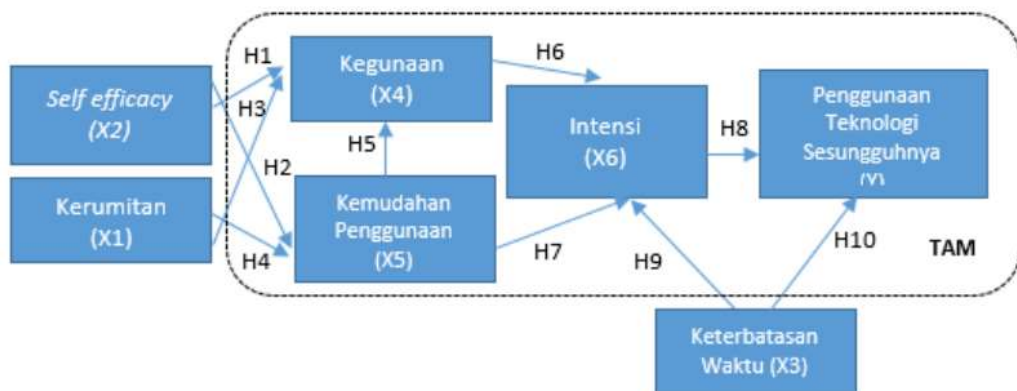 H1
Self efficacy
(X2)
H3
Kerumitan
(X1)
H2
H4
Kegunaan
(X4)
H5
Kemudahan
Penggunaan
(X5)
H6
H7
Intensi
(X6)
H8
H9
Penggunaan
Teknologi
Sesungguhnya
(Y)
H10
TAM
Keterbatasan
Waktu (X3)